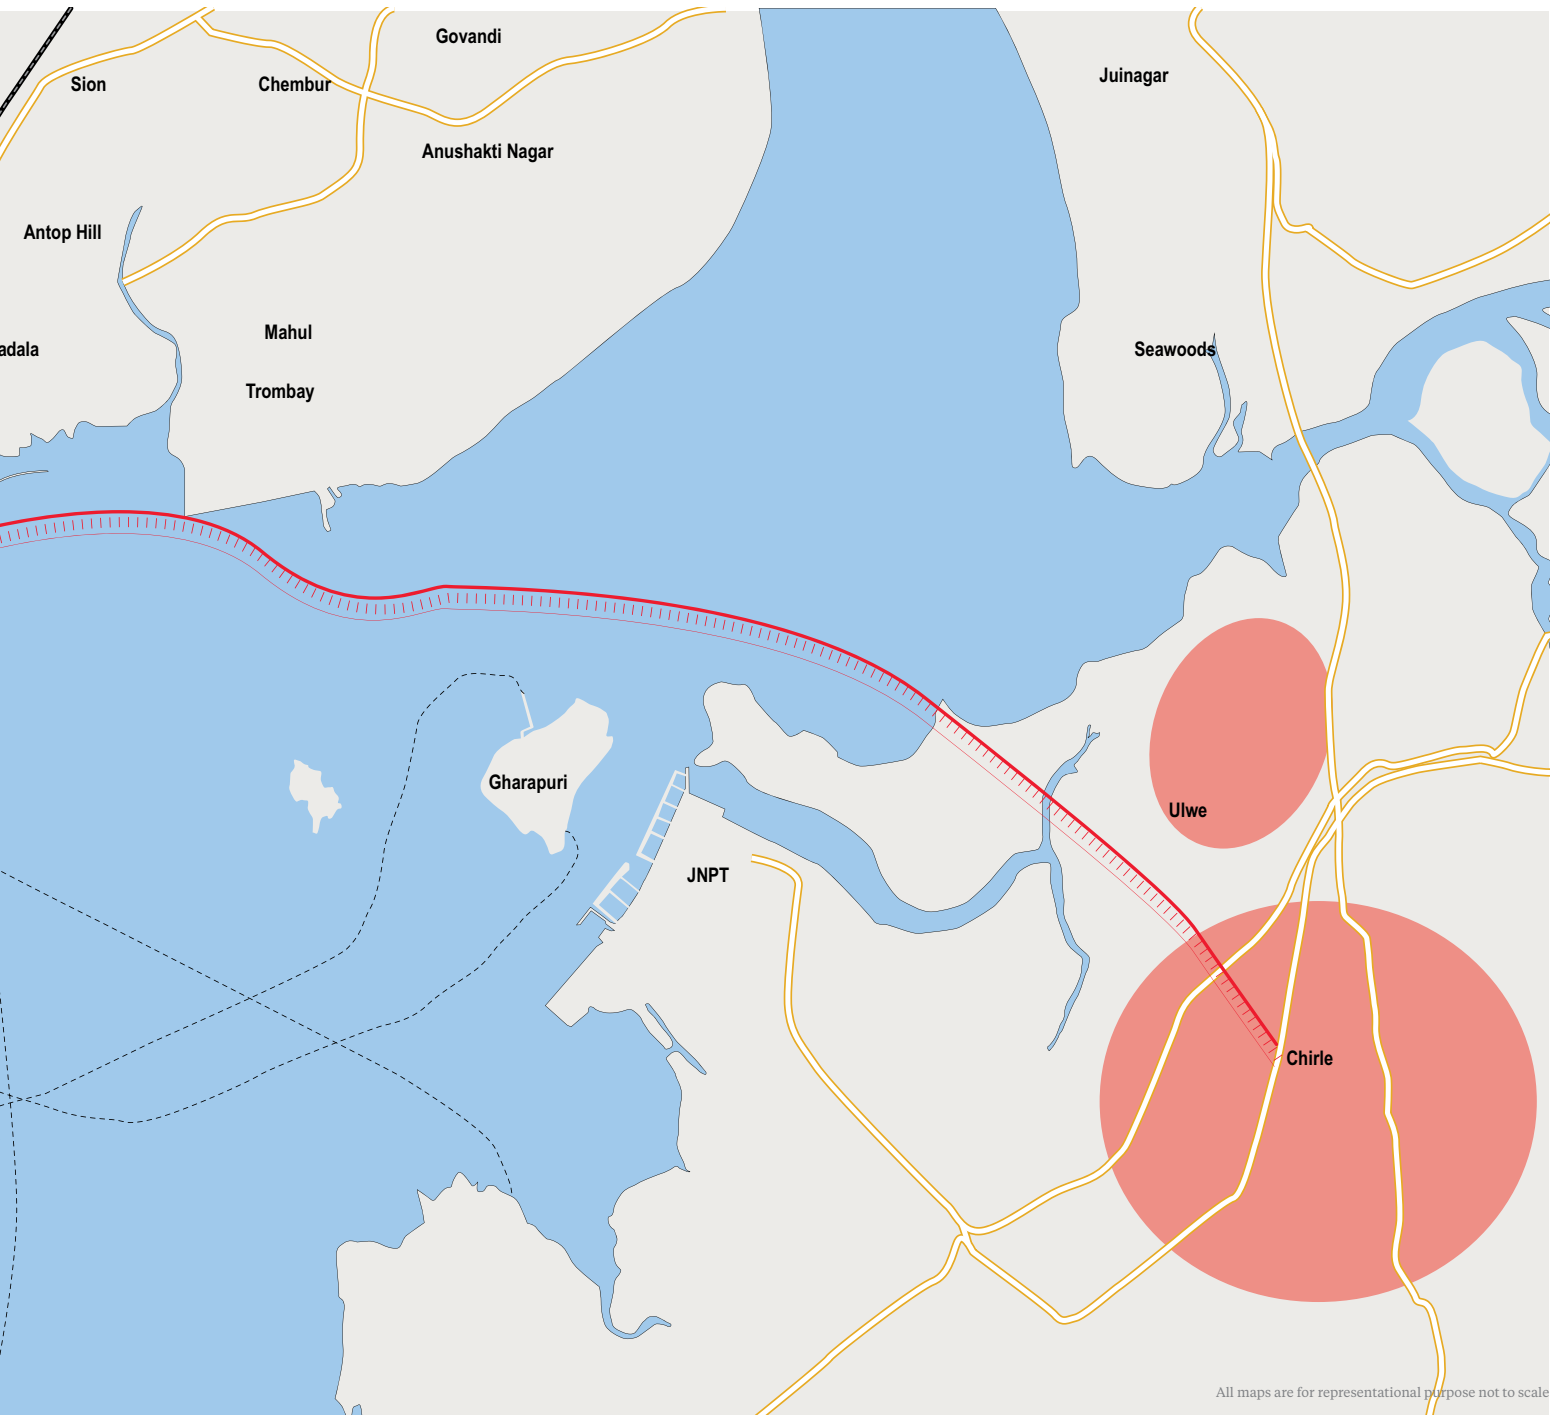 Govandi
Juinagar
Sion
Chembur
Anushakti Nagar
Antop Hill
Mahul
adala
Seawoods
Trombay
Gharapuri
Ulwe
JNPT
Chirle
All maps are for representational purpose not to scale